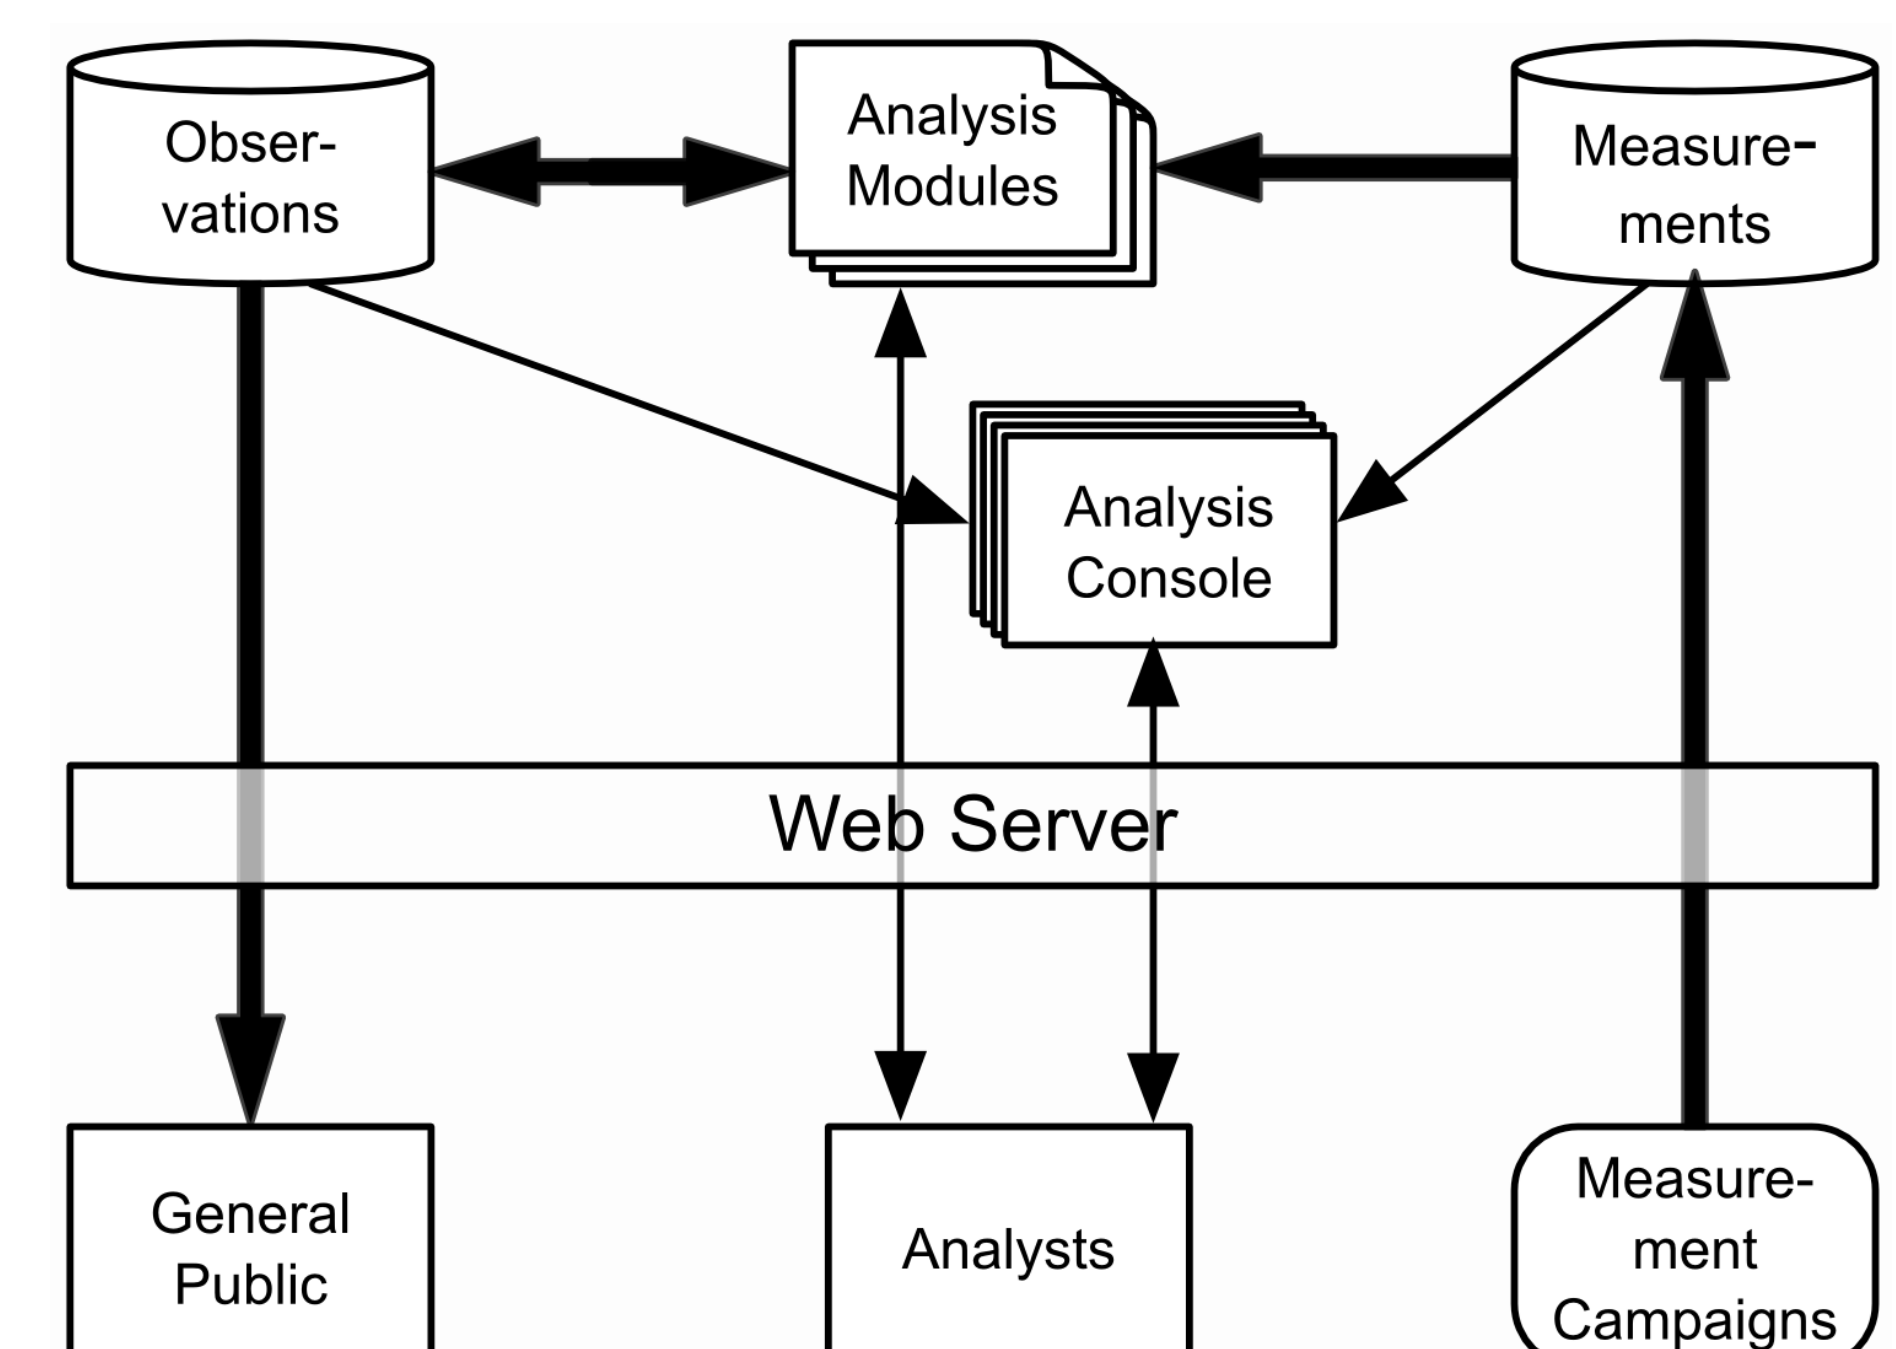 Obser-
vations
Analysis
Modules
Measure-
ments
Analysis
Console
Web Server
General
Public
Analysts
Measure-
ment
Campaigns